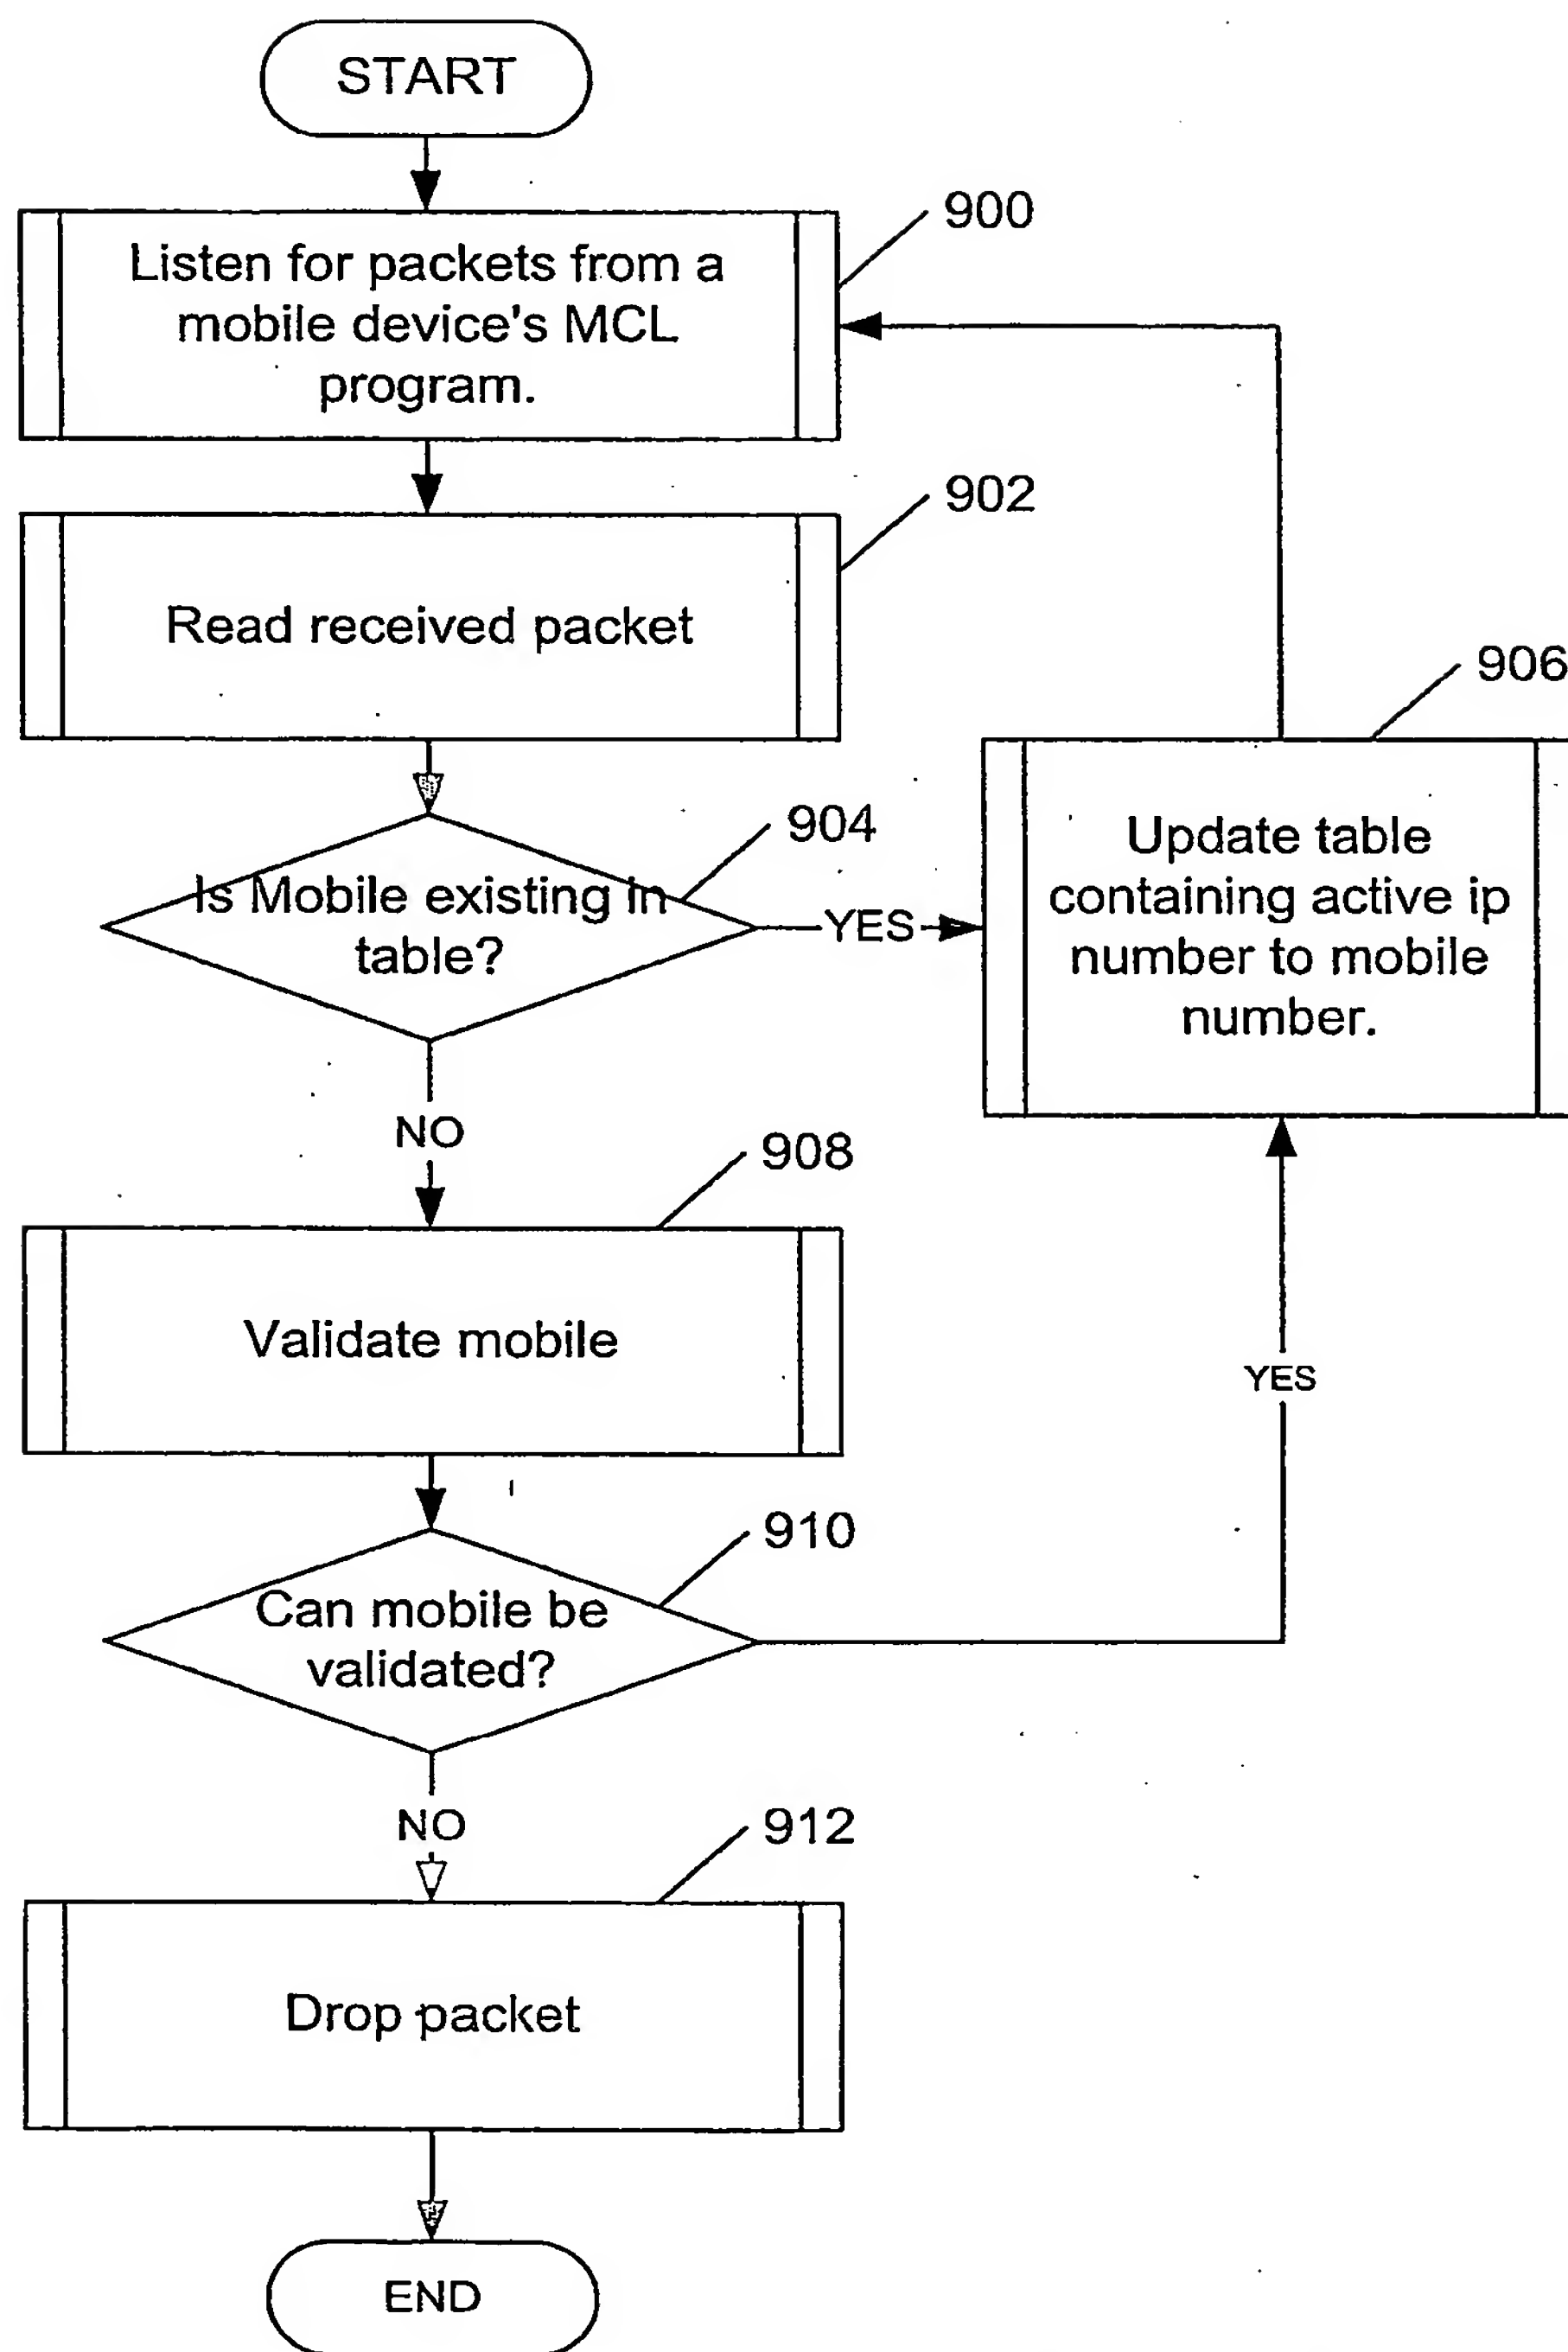 START
900
Listen for packets from a
mobile device's MCL
program.
902
Read received packet
906
904
Is Mobile existing in
table?
YES
Update table
containing active ip
number to mobile
number.
NO
908
Validate mobile
YES
910
Can mobile be
validated?
NO
912
Drop packet
END